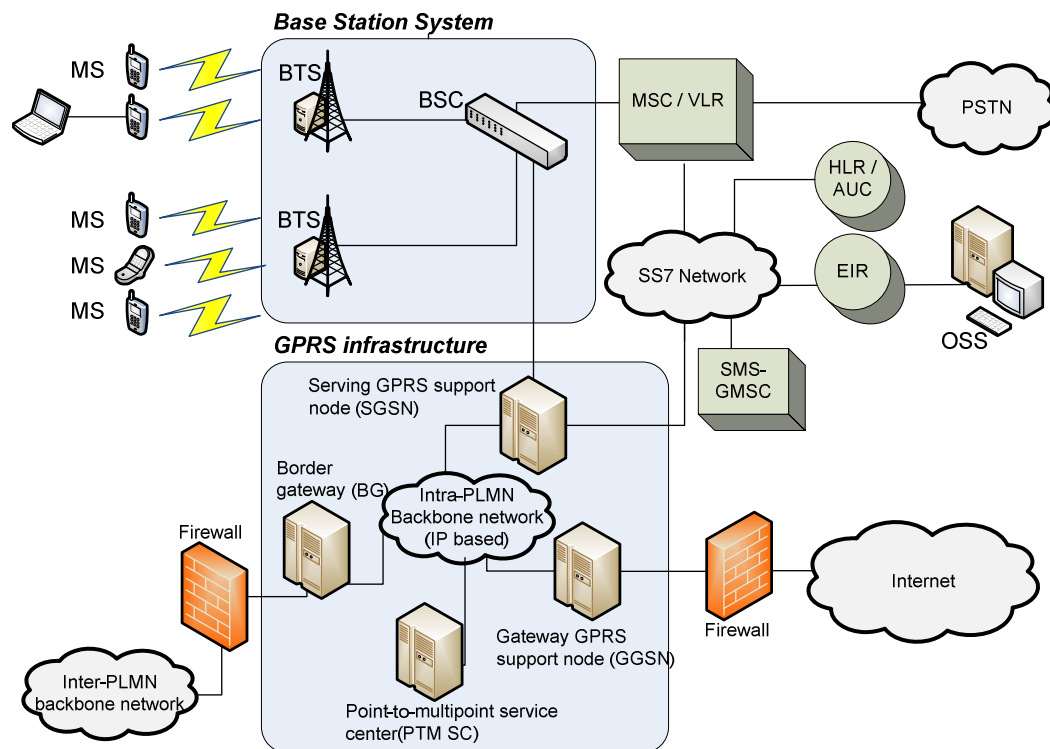 Base Station System
MS
BTS
BSC
MSC / VLR
PSTN
HLR /
AUC
MS
BTS
MS
SS7 Network
EIR
MS
OSS
GPRS infrastructure
SMS-
GMSC
Serving GPRS support
node (SGSN)
Border
gateway (BG)
Intra-PLMN
Backbone network
(IP based)
Firewall
Internet
Gateway GPRS
support node (GGSN)
Firewall
Inter-PLMN
backbone network
Point-to-multipoint service
center(PTM SC)